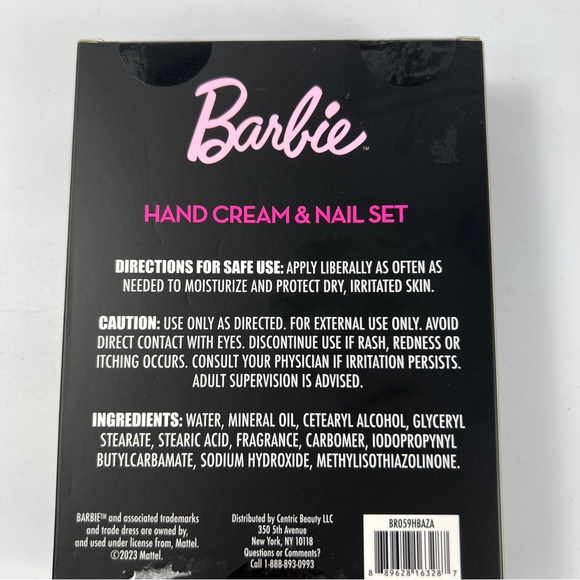 Barbie™
HAND CREAM & NAIL SET
DIRECTIONS FOR SAFE USE: APPLY LIBERALLY AS OFTEN AS
NEEDED TO MOISTURIZE AND PROTECT DRY, IRRITATED SKIN.
CAUTION: USE ONLY AS DIRECTED. FOR EXTERNAL USE ONLY. AVOID
DIRECT CONTACT WITH EYES. DISCONTINUE USE IF RASH, REDNESS OR
ITCHING OCCURS. CONSULT YOUR PHYSICIAN IF IRRITATION PERSISTS.
ADULT SUPERVISION IS ADVISED.
INGREDIENTS: WATER, MINERAL OIL, CETEARYL ALCOHOL, GLYCERYL
STEARATE, STEARIC ACID, FRAGRANCE, CARBOMER, IODOPROPYNYL
BUTYLCARBAMATE, SODIUM HYDROXIDE, METHYLISOTHIAZOLINONE.
BARBIE™ and associated trademarks
and trade dress are owned by,
and used under license from, Mattel.
©2023 Mattel.
Distributed by Centric Beauty LLC
350 5th Avenue
New York, NY 10118
Questions or Comments?
Call 1-888-893-0993
BR059HBAZA
8 89628 16328 7